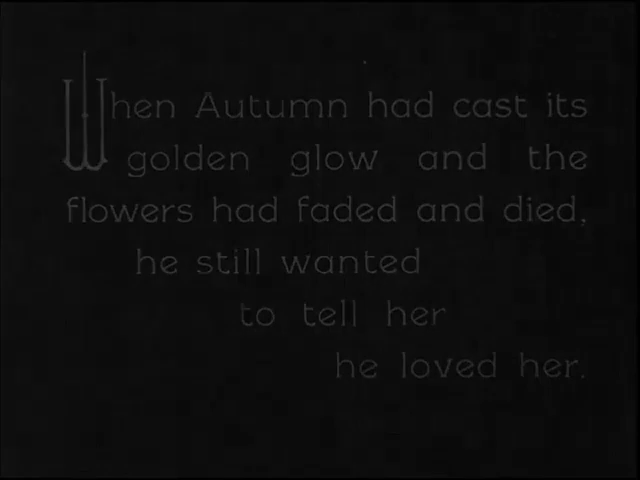 When Autumn had cast its
golden glow and the
flowers had faded and died,
he still wanted
to tell her
he loved her.